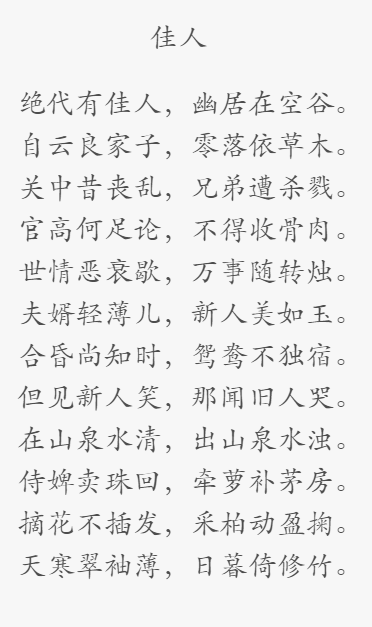 佳人
绝代有佳人，幽居在空谷。
自云良家子，零落依草木。
关中昔丧乱，兄弟遭杀戮。
官高何足论，不得收骨肉。
世情恶衰歇，万事随转烛。
夫婿轻薄儿，新人美如玉。
合昏尚知时，鸳鸯不独宿。
但见新人笑，那闻旧人哭。
在山泉水清，出山泉水浊。
侍婢卖珠回，牵萝补茅房。
摘花不插发，采柏动盈掬。
天寒翠袖薄，日暮倚修竹。